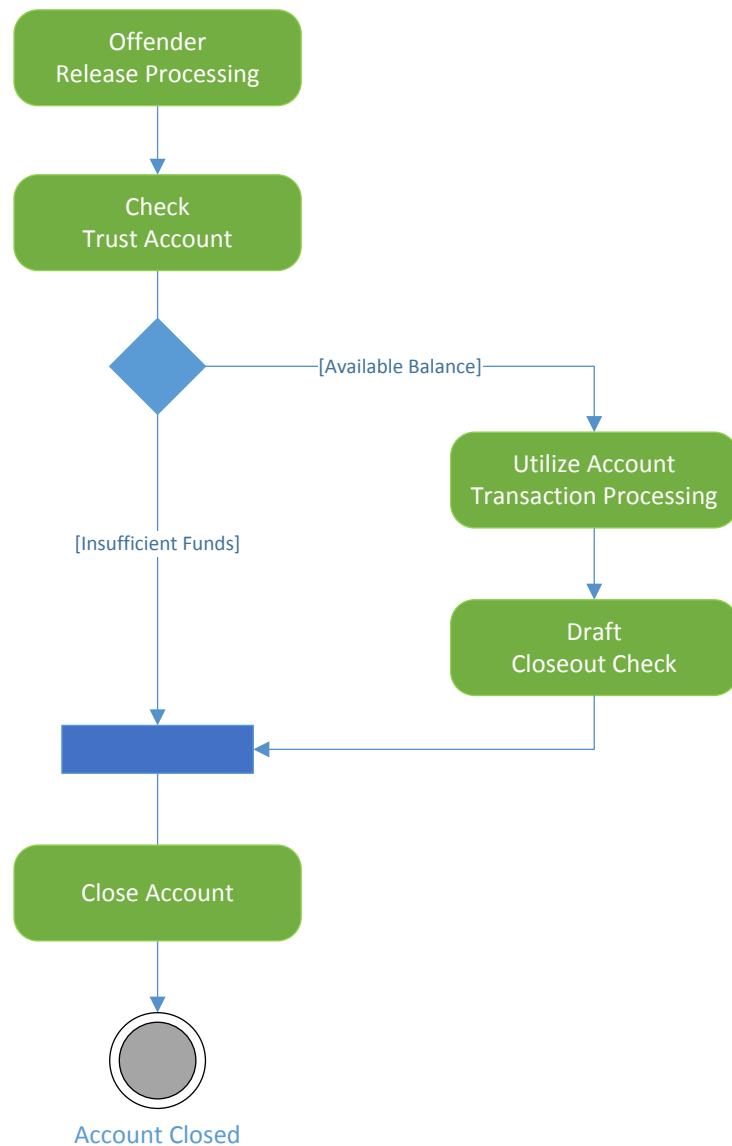 Offender
Release Processing
Check
Trust Account
[Available Balance]
Utilize Account
Transaction Processing
[Insufficient Funds]
Draft
Closeout Check
Close Account
Account Closed